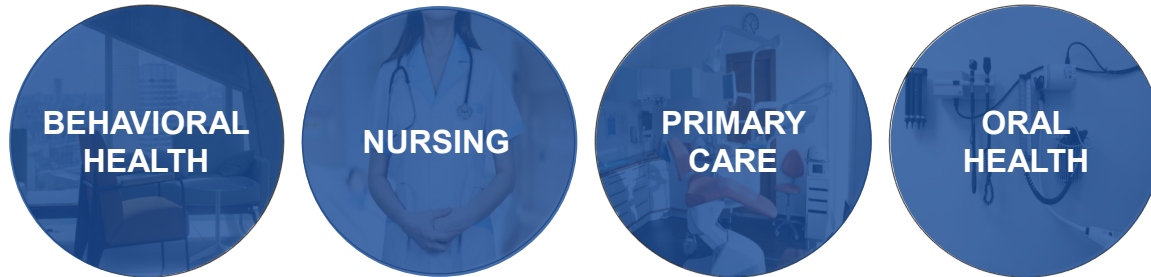 BEHAVIORAL
HEALTH
NURSING
PRIMARY
CARE
ORAL
HEALTH